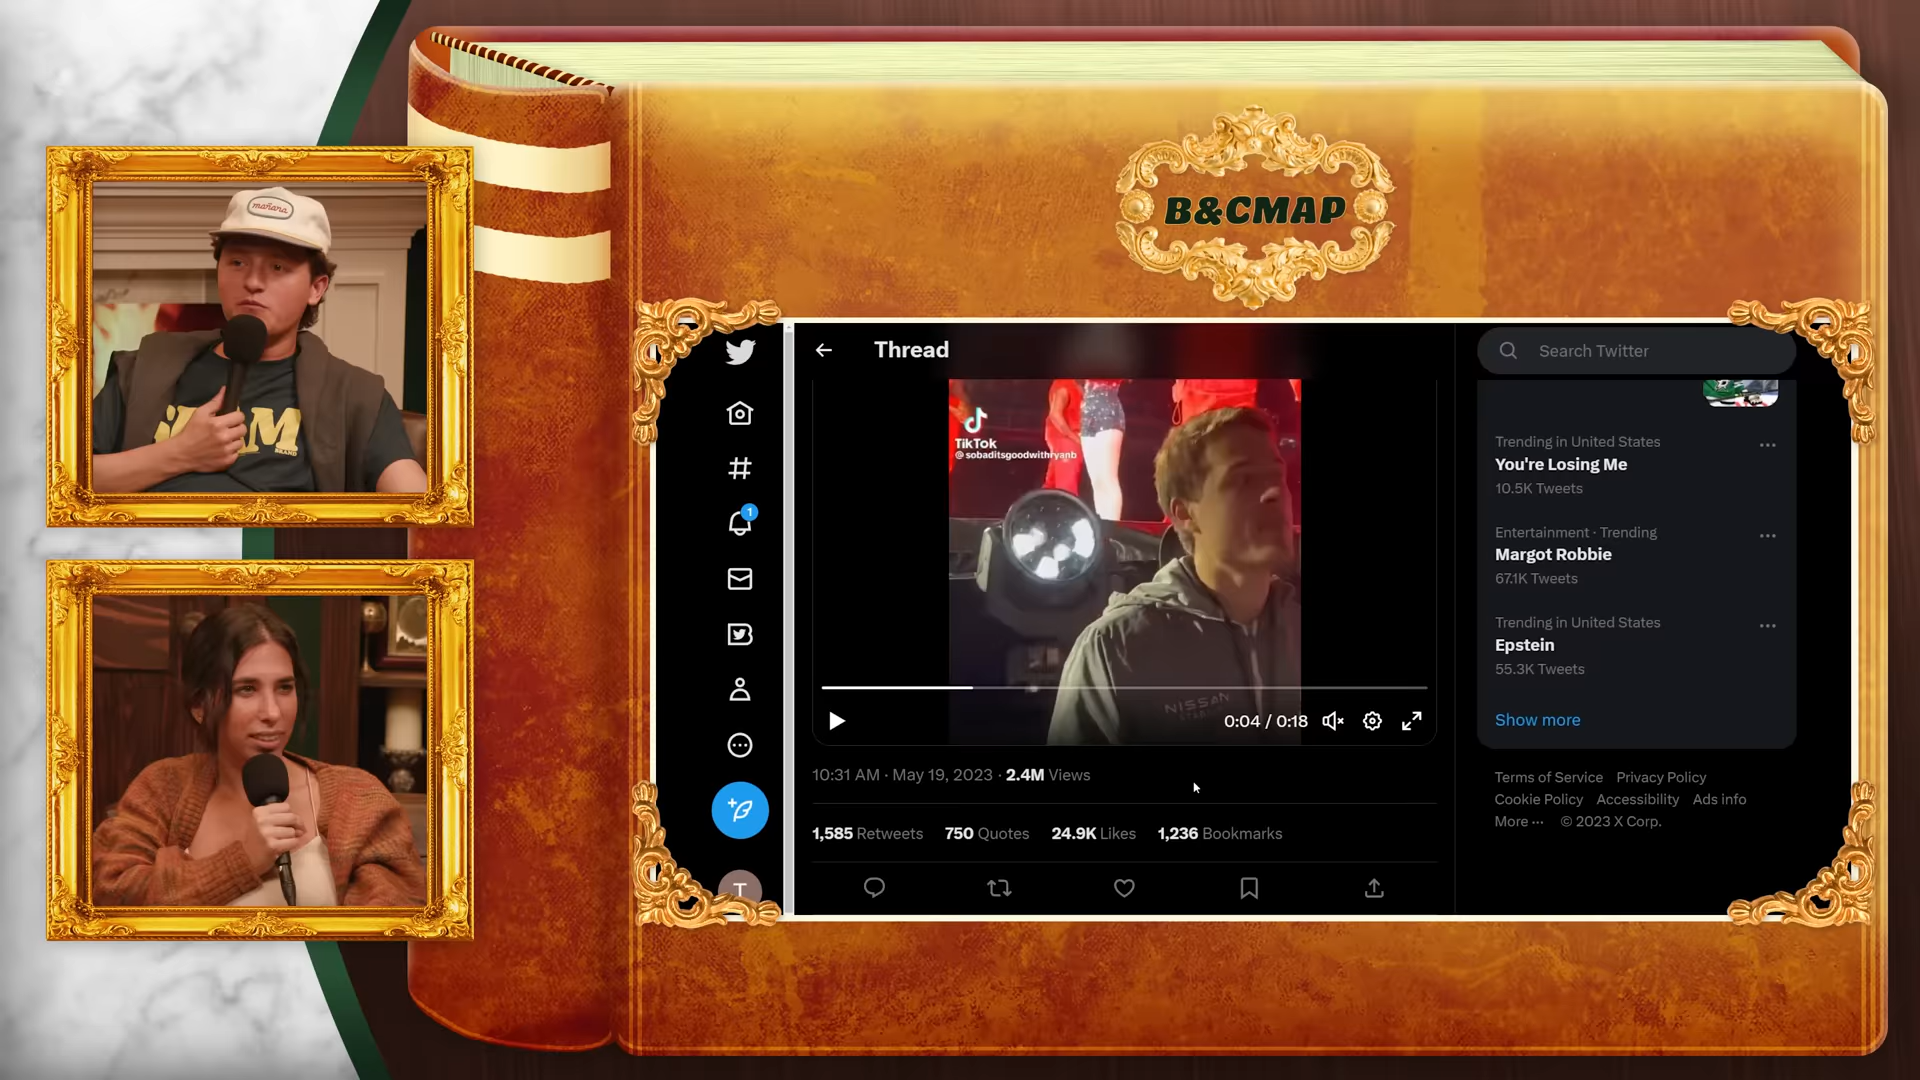 mañana
JAM
BRAND
B&CMAP
Thread
Search Twitter
TikTok
@sobaditsgoodwithryanb
NISSAN
0:04 / 0:18
10:31 AM · May 19, 2023 · 2.4M Views
1,585 Retweets 750 Quotes 24.9K Likes 1,236 Bookmarks
1
T
Trending in United States
You're Losing Me
10.5K Tweets
Entertainment · Trending
Margot Robbie
67.1K Tweets
Trending in United States
Epstein
55.3K Tweets
Show more
Terms of Service Privacy Policy
Cookie Policy Accessibility Ads info
More ··· © 2023 X Corp.